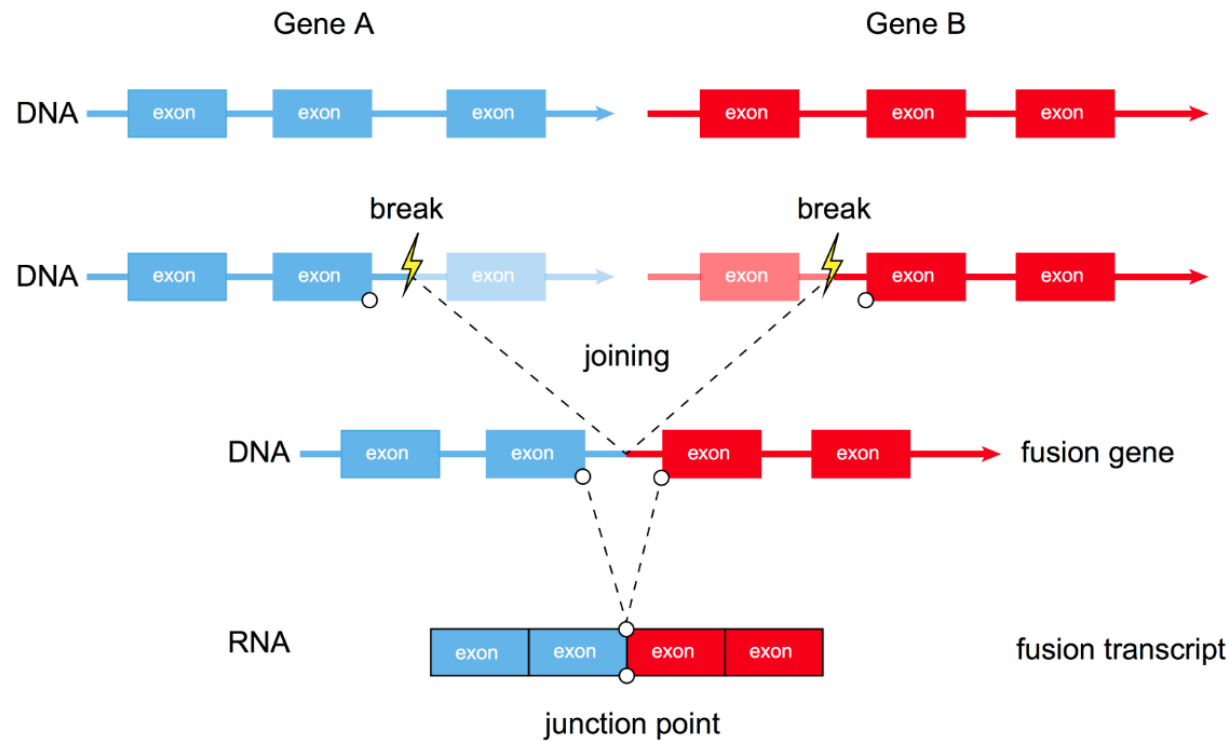 Gene A Gene B
DNA exon exon exon exon exon exon
break break
DNA exon exon exon exon exon exon
joining
DNA exon exon exon exon fusion gene
RNA exon exon exon exon fusion transcript
junction point